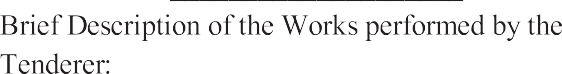 Brief Description of the Works performed by the
Tenderer: